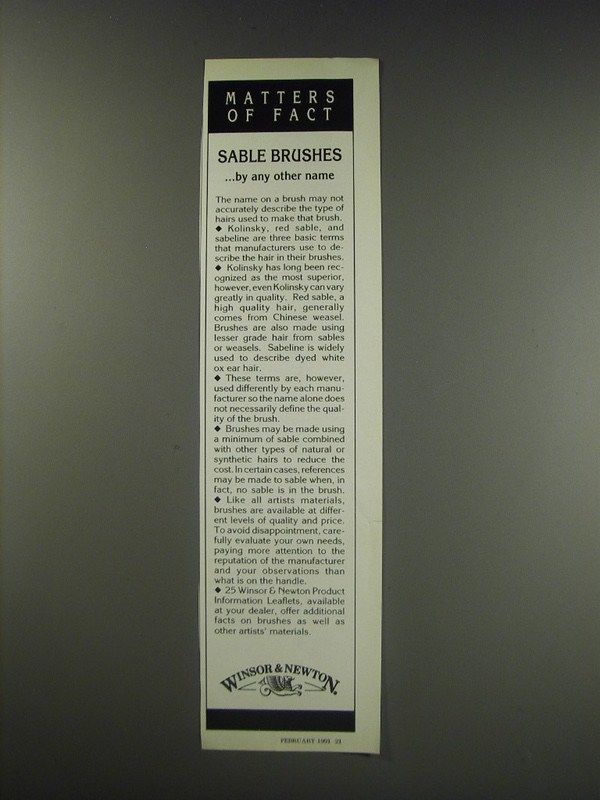 MATTERS
OF FACT
SABLE BRUSHES
...by any other name
The name on a brush may not
accurately describe the type of
hairs used to make that brush.
◆ Kolinsky, red sable, and
sabeline are three basic terms
that manufacturers use to de-
scribe the hair in their brushes.
◆ Kolinsky has long been rec-
ognized as the most superior,
however, even Kolinsky can vary
greatly in quality. Red sable, a
high quality hair, generally
comes from Chinese weasel.
Brushes are also made using
lesser grade hair from sables
or weasels. Sabeline is widely
used to describe dyed white
ox ear hair.
◆ These terms are, however,
used differently by each manu-
facturer so the name alone does
not necessarily define the qual-
ity of the brush.
◆ Brushes may be made using
a minimum of sable combined
with other types of natural or
synthetic hairs to reduce the
cost. In certain cases, references
may be made to sable when, in
fact, no sable is in the brush.
◆ Like all artists materials,
brushes are available at differ-
ent levels of quality and price.
To avoid disappointment, care-
fully evaluate your own needs,
paying more attention to the
reputation of the manufacturer
and your observations than
what is on the handle.
◆ 25 Winsor & Newton Product
Information Leaflets, available
at your dealer, offer additional
facts on brushes as well as
other artists' materials.
WINSOR & NEWTON
FEBRUARY 1991 21